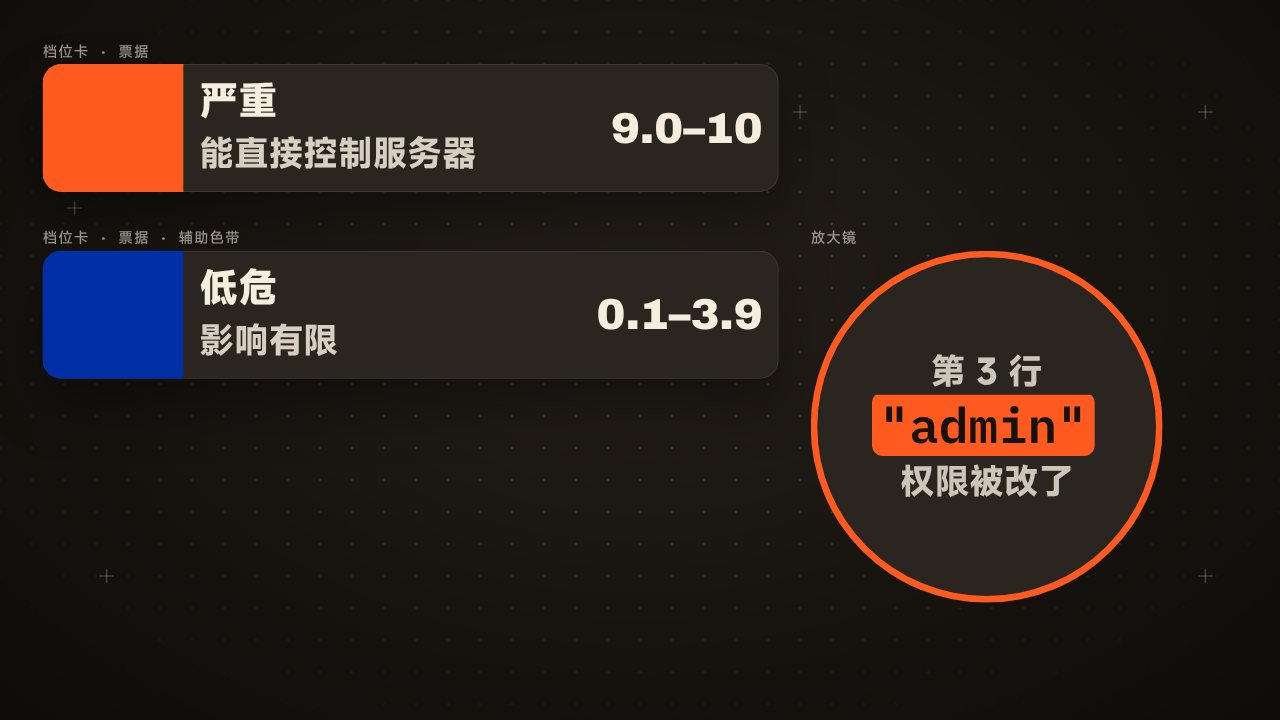 档位卡 · 票据
严重
能直接控制服务器
9.0–10
档位卡 · 票据 · 辅助色带
低危
影响有限
0.1–3.9
放大镜
第 3 行
"admin"
权限被改了